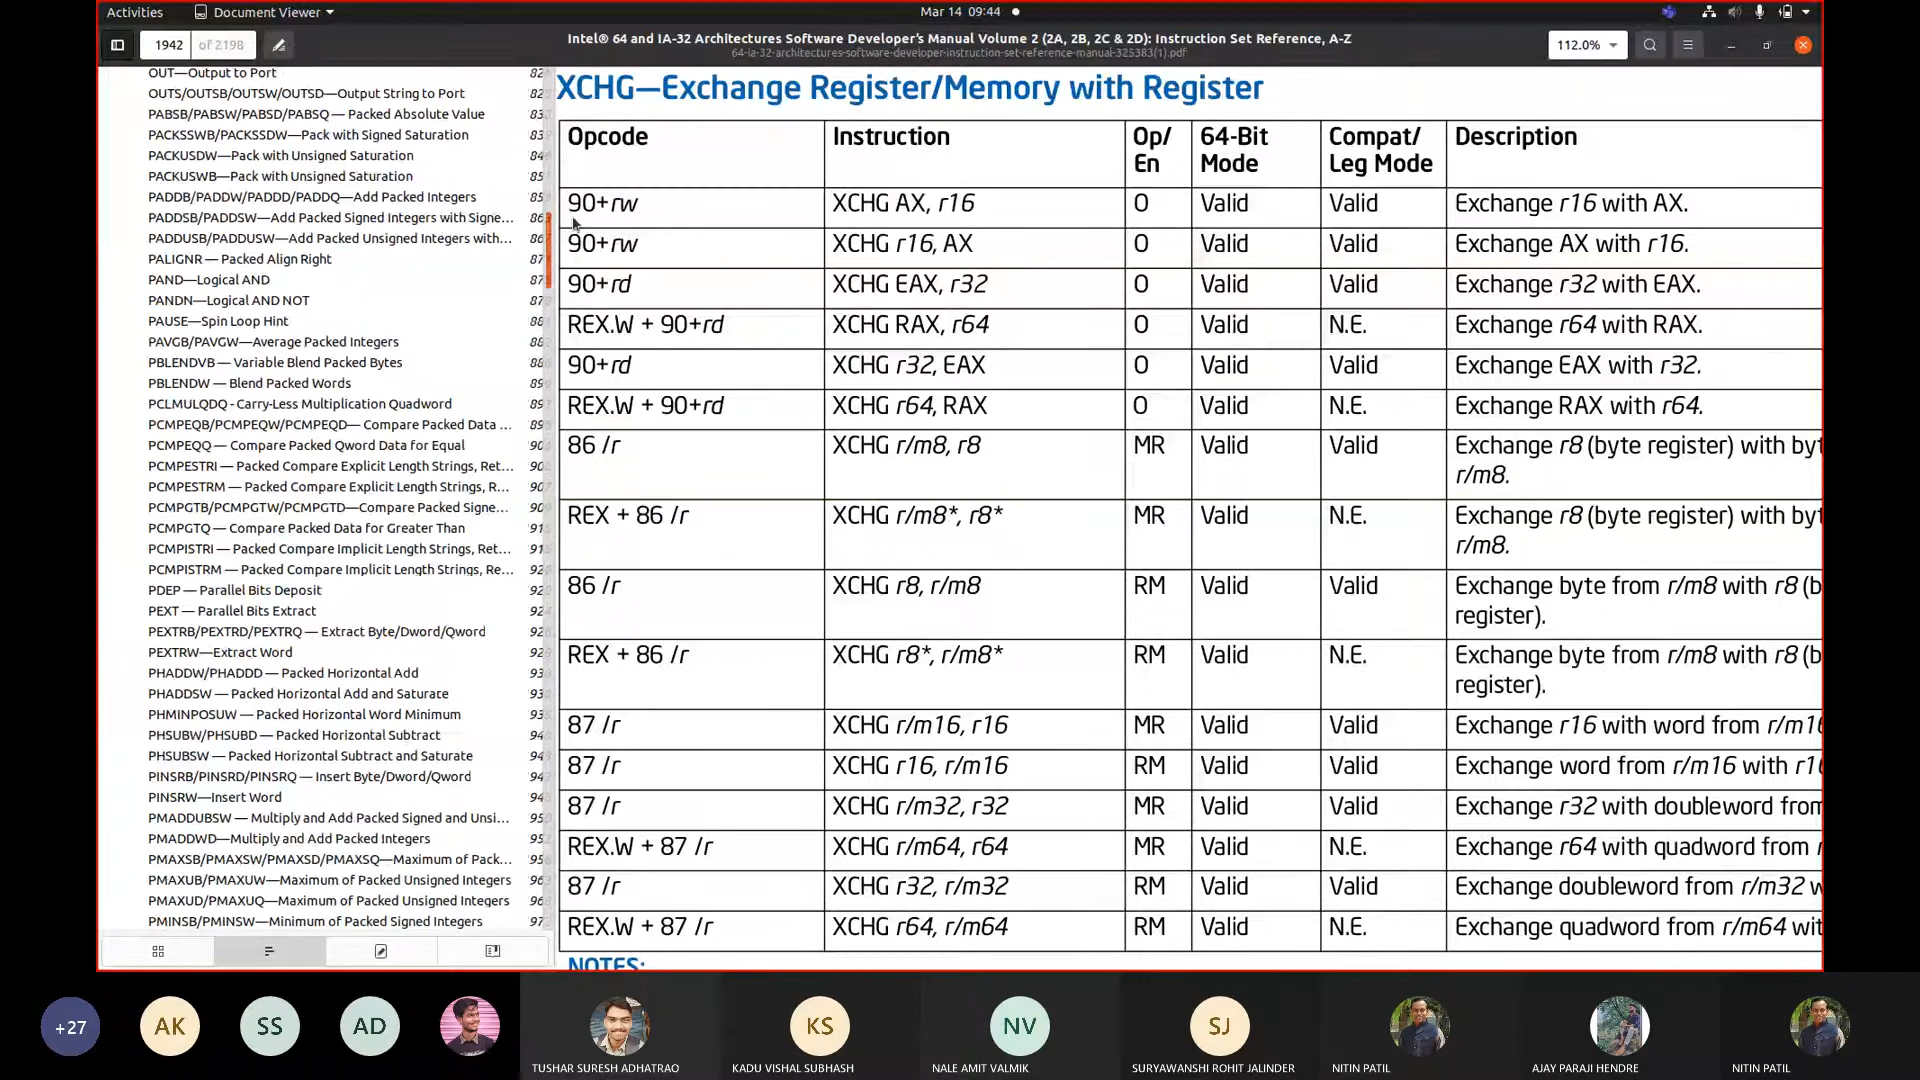 Activities
Document Viewer
Mar 14 09:44
1942
of 2198
Intel® 64 and IA-32 Architectures Software Developer's Manual Volume 2 (2A, 2B, 2C & 2D): Instruction Set Reference, A-Z
64-ia-32-architectures-software-developer-instruction-set-reference-manual-325383(1).pdf
112.0%
OUT—Output to Port
OUTS/OUTSB/OUTSW/OUTSD—Output String to Port
PABSB/PABSW/PABSD/PABSQ — Packed Absolute Value
PACKSSWB/PACKSSDW—Pack with Signed Saturation
PACKUSDW—Pack with Unsigned Saturation
PACKUSWB—Pack with Unsigned Saturation
PADDB/PADDW/PADDD/PADDQ—Add Packed Integers
PADDSB/PADDSW—Add Packed Signed Integers with Signe...
PADDUSB/PADDUSW—Add Packed Unsigned Integers with...
PALIGNR — Packed Align Right
PAND—Logical AND
PANDN—Logical AND NOT
PAUSE—Spin Loop Hint
PAVGB/PAVGW—Average Packed Integers
PBLENDVB — Variable Blend Packed Bytes
PBLENDW — Blend Packed Words
PCLMULQDQ - Carry-Less Multiplication Quadword
PCMPEQB/PCMPEQW/PCMPEQD— Compare Packed Data ...
PCMPEQQ — Compare Packed Qword Data for Equal
PCMPESTRI — Packed Compare Explicit Length Strings, Ret...
PCMPESTRM — Packed Compare Explicit Length Strings, R...
PCMPGTB/PCMPGTW/PCMPGTD—Compare Packed Signe...
PCMPGTQ — Compare Packed Data for Greater Than
PCMPISTRI — Packed Compare Implicit Length Strings, Ret...
PCMPISTRM — Packed Compare Implicit Length Strings, Re...
PDEP — Parallel Bits Deposit
PEXT — Parallel Bits Extract
PEXTRB/PEXTRD/PEXTRQ — Extract Byte/Dword/Qword
PEXTRW—Extract Word
PHADDW/PHADDD — Packed Horizontal Add
PHADDSW — Packed Horizontal Add and Saturate
PHMINPOSUW — Packed Horizontal Word Minimum
PHSUBW/PHSUBD — Packed Horizontal Subtract
PHSUBSW — Packed Horizontal Subtract and Saturate
PINSRB/PINSRD/PINSRQ — Insert Byte/Dword/Qword
PINSRW—Insert Word
PMADDUBSW — Multiply and Add Packed Signed and Unsi...
PMADDWD—Multiply and Add Packed Integers
PMAXSB/PMAXSW/PMAXSD/PMAXSQ—Maximum of Pack...
PMAXUB/PMAXUW—Maximum of Packed Unsigned Integers
PMAXUD/PMAXUQ—Maximum of Packed Unsigned Integers
PMINSB/PMINSW—Minimum of Packed Signed Integers
XCHG—Exchange Register/Memory with Register
Opcode Instruction Op/En 64-Bit Mode Compat/Leg Mode Description
90+rw XCHG AX, r16 O Valid Valid Exchange r16 with AX.
90+rw XCHG r16, AX O Valid Valid Exchange AX with r16.
90+rd XCHG EAX, r32 O Valid Valid Exchange r32 with EAX.
REX.W + 90+rd XCHG RAX, r64 O Valid N.E. Exchange r64 with RAX.
90+rd XCHG r32, EAX O Valid Valid Exchange EAX with r32.
REX.W + 90+rd XCHG r64, RAX O Valid N.E. Exchange RAX with r64.
86 /r XCHG r/m8, r8 MR Valid Valid Exchange r8 (byte register) with byt
r/m8.
REX + 86 /r XCHG r/m8*, r8* MR Valid N.E. Exchange r8 (byte register) with byt
r/m8.
86 /r XCHG r8, r/m8 RM Valid Valid Exchange byte from r/m8 with r8 (b
register).
REX + 86 /r XCHG r8*, r/m8* RM Valid N.E. Exchange byte from r/m8 with r8 (b
register).
87 /r XCHG r/m16, r16 MR Valid Valid Exchange r16 with word from r/m16
87 /r XCHG r16, r/m16 RM Valid Valid Exchange word from r/m16 with r16
87 /r XCHG r/m32, r32 MR Valid Valid Exchange r32 with doubleword from
REX.W + 87 /r XCHG r/m64, r64 MR Valid N.E. Exchange r64 with quadword from
87 /r XCHG r32, r/m32 RM Valid Valid Exchange doubleword from r/m32 w
REX.W + 87 /r XCHG r64, r/m64 RM Valid N.E. Exchange quadword from r/m64 wit
NOTES:
+27
AK
SS
AD
KS
NV
SJ
TUSHAR SURESH ADHATRAO
KADU VISHAL SUBHASH
NALE AMIT VALMIK
SURYAWANSHI ROHIT JALINDER
NITIN PATIL
AJAY PARAJI HENDRE
NITIN PATIL